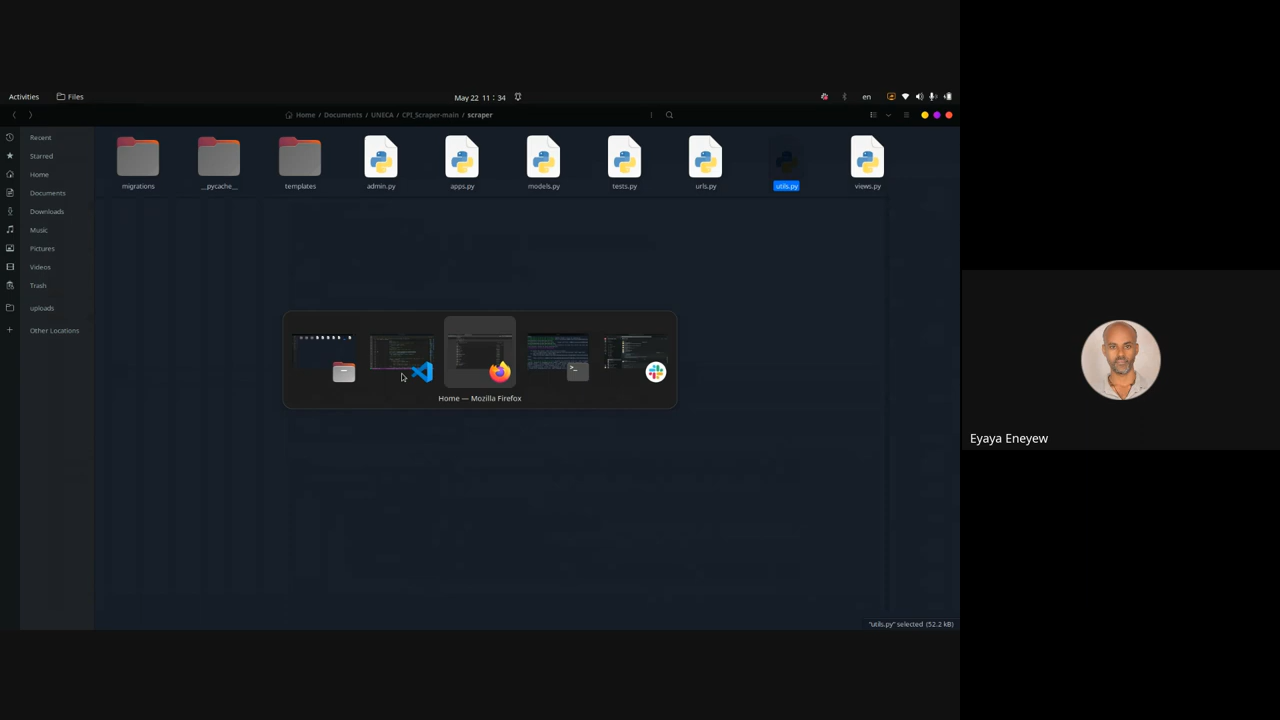 Activities
Files
May 22 11 : 34
en
Home / Documents / UNECA / CPI_Scraper-main / scraper
Recent
Starred
Home
Documents
Downloads
Music
Pictures
Videos
Trash
uploads
Other Locations
migrations
__pycache__
templates
admin.py
apps.py
models.py
tests.py
urls.py
utils.py
views.py
Home — Mozilla Firefox
"utils.py" selected (52.2 kB)
Eyaya Eneyew